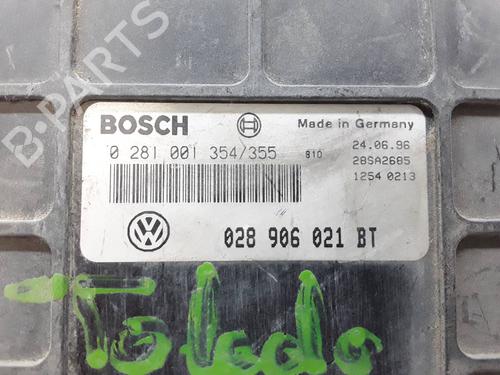 B-PARTS
BOSCH Made in Germany
0 281 001 354/355 810 24.06.96
28SA2685
1254 0213
028 906 021 BT
Toledo